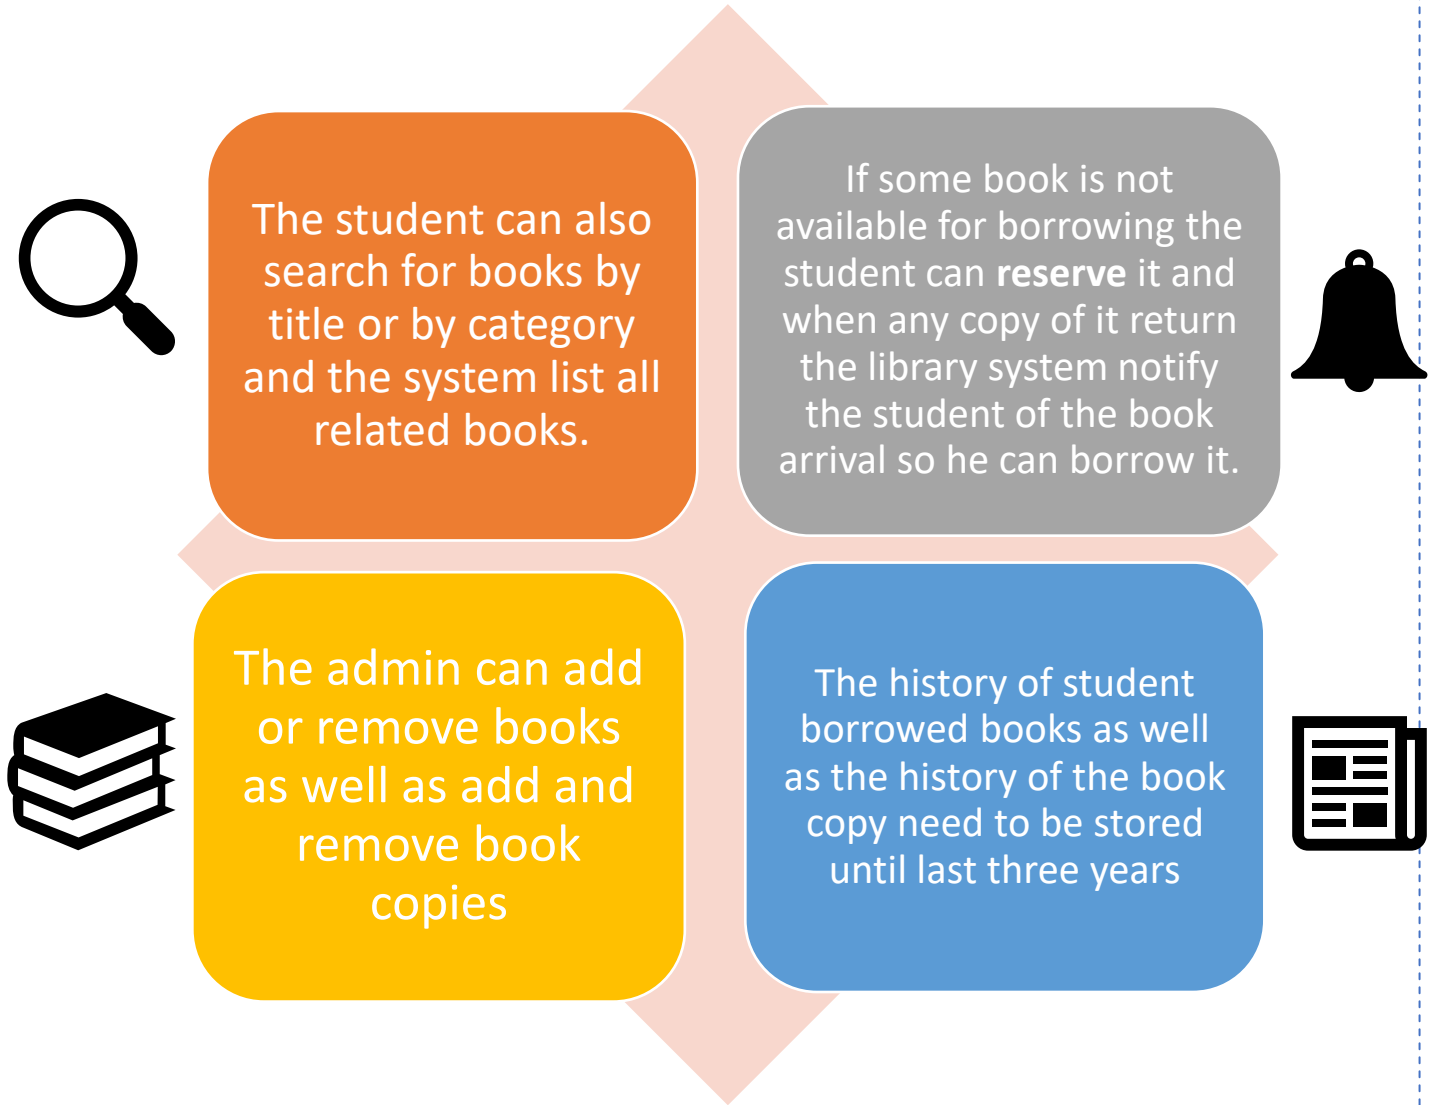 The student can also
search for books by
title or by category
and the system list all
related books.
If some book is not
available for borrowing the
student can reserve it and
when any copy of it return
the library system notify
the student of the book
arrival so he can borrow it.
The admin can add
or remove books
as well as add and
remove book
copies
The history of student
borrowed books as well
as the history of the book
copy need to be stored
until last three years